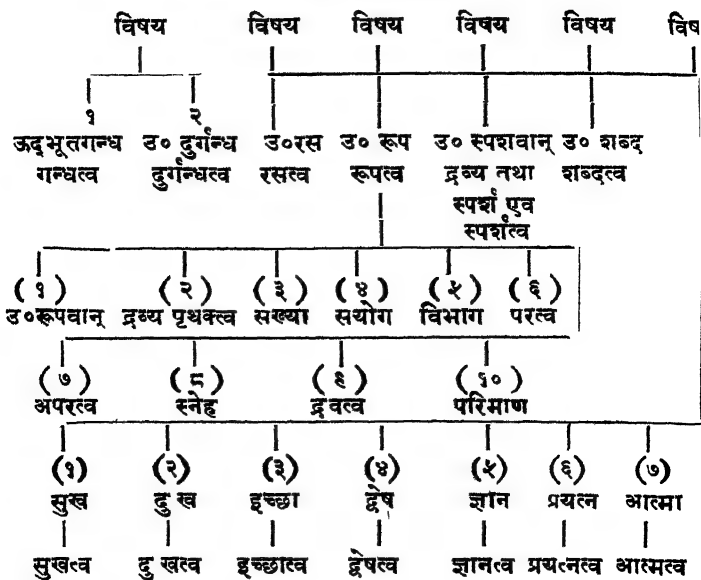 विषय विषय विषय विषय विषय विष
१ २
ऊद्भूतगन्ध उ० दुर्गन्ध उ०रस उ० रूप उ० स्पशवान् उ० शब्द
गन्धत्व दुर्गन्धत्व रसत्व रूपत्व द्रव्य तथा शब्दत्व
स्पर्श एव
स्पर्शत्व
(१) (२) (३) (४) (५) (६)
उ०रूपवान् द्रव्य पृथक्त्व सख्या सयोग विभाग परत्व
(७) (८) (९) (१०)
अपरत्व स्नेह द्रवत्व परिमाण
(१) (२) (३) (४) (५) (६) (७)
सुख दुख इच्छा द्वेष ज्ञान प्रयत्न आत्मा
सुखत्व दुखत्व इच्छात्व द्वेषत्व ज्ञानत्व प्रयत्नत्व आत्मत्व